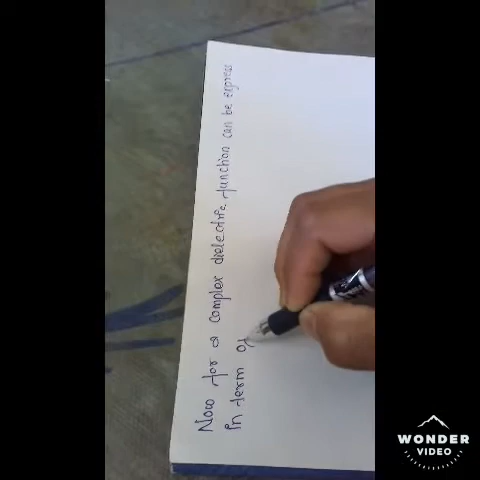 Now for a complex dielectric function can be express
In term of
WONDER
VIDEO